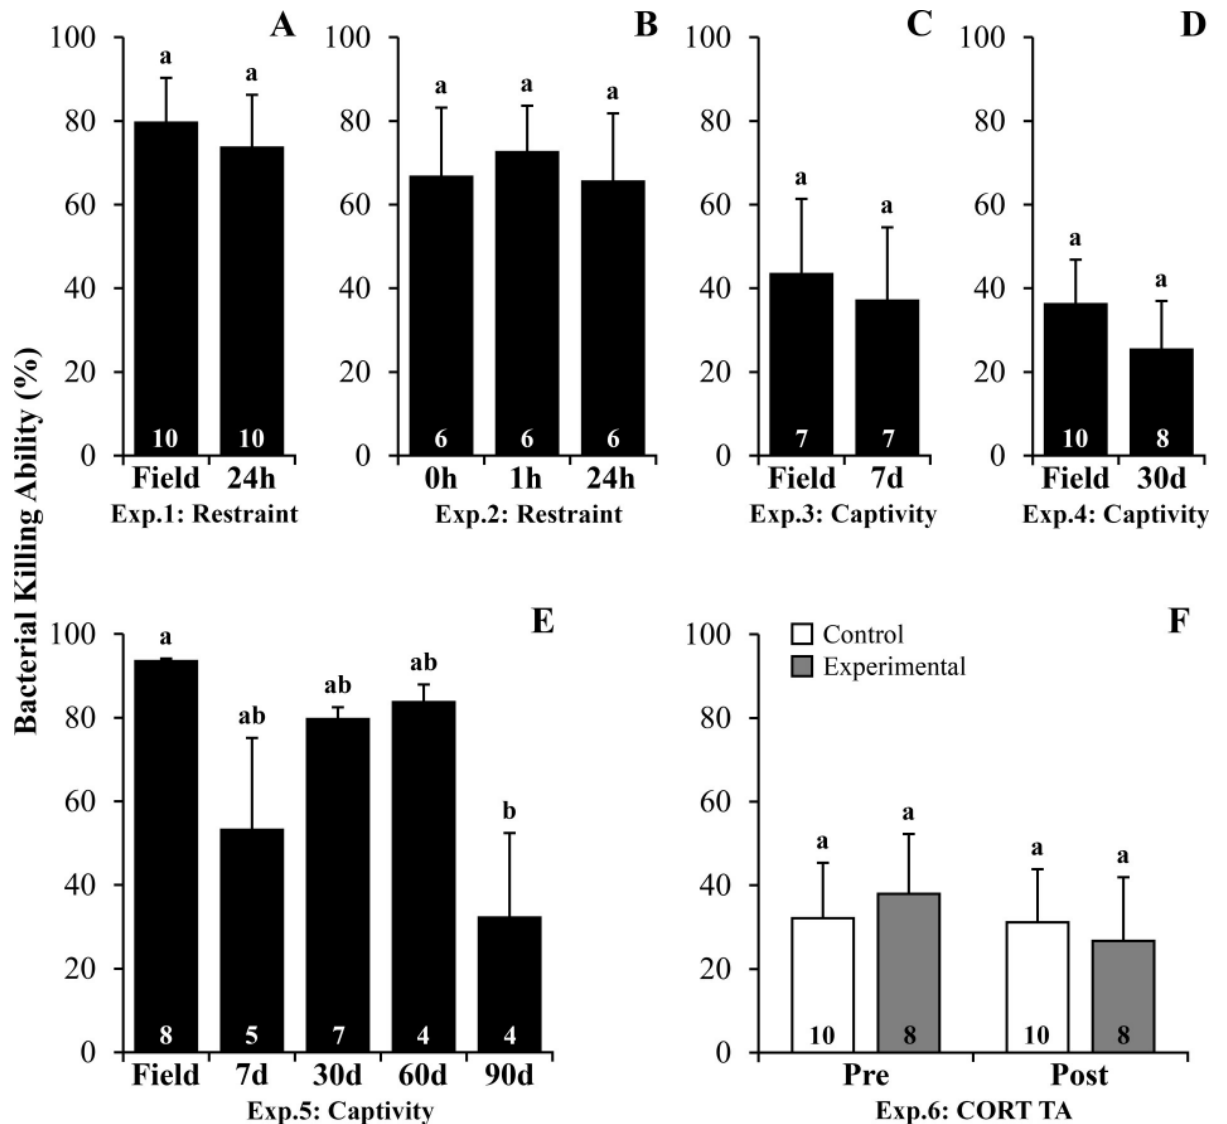 Bacterial Killing Ability (%)
A
100
80
60
40
20
0
a
a
10
10
Field 24h
Exp.1: Restraint
B
100
80
60
40
20
0
a
a
a
6
6
6
0h 1h 24h
Exp.2: Restraint
C
100
80
60
40
20
0
a
a
7
7
Field 7d
Exp.3: Captivity
D
100
80
60
40
20
0
a
a
10
8
Field 30d
Exp.4: Captivity
E
100
80
60
40
20
0
a
ab
ab
ab
b
8
5
7
4
4
Field 7d 30d 60d 90d
Exp.5: Captivity
F
Control
Experimental
100
80
60
40
20
0
a
a
a
a
10
8
10
8
Pre Post
Exp.6: CORT TA